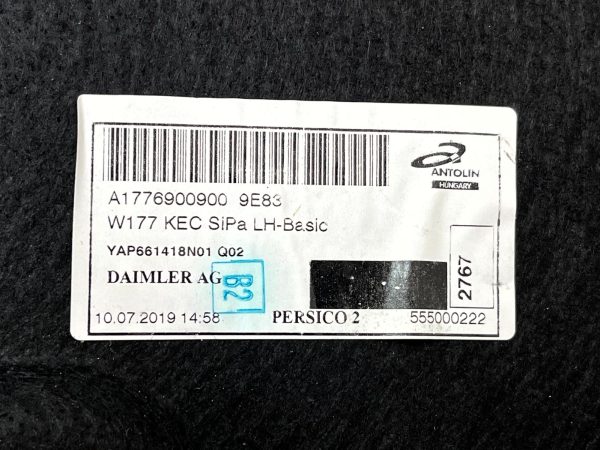 ANTOLIN
HUNGARY
A1776900900 9E83
W177 KEC SiPa LH-Basic
YAP661418N01 Q02
DAIMLER AG
B2
2767
10.07.2019 14:58
PERSICO 2
555000222